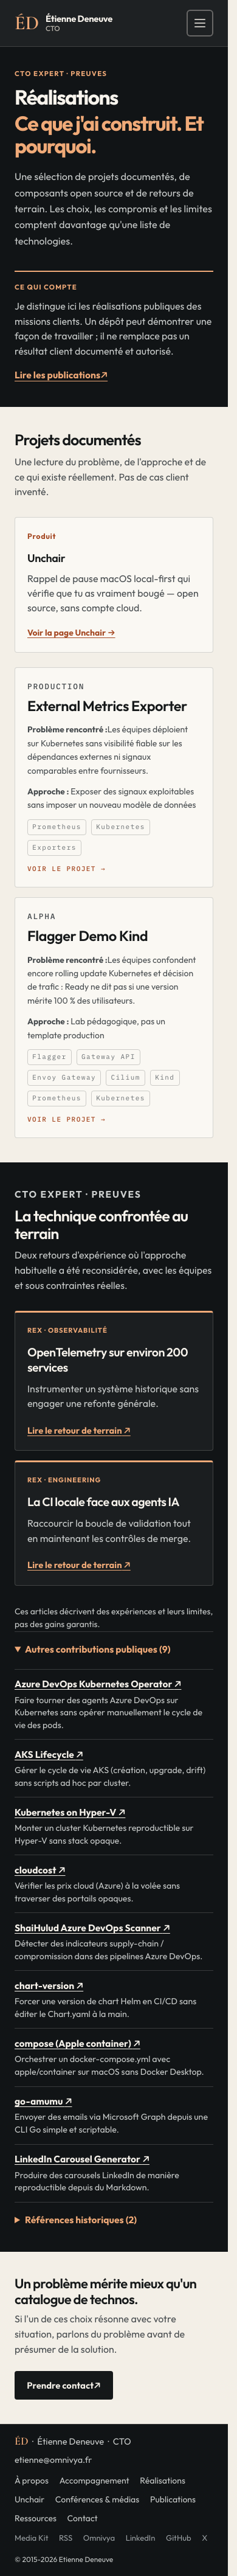 ÉD Étienne Deneuve
CTO
CTO EXPERT · PREUVES
Réalisations
Ce que j'ai construit. Et
pourquoi.
Une sélection de projets documentés, de
composants open source et de retours de
terrain. Les choix, les compromis et les limites
comptent davantage qu'une liste de
technologies.
CE QUI COMPTE
Je distingue ici les réalisations publiques des
missions clients. Un dépôt peut démontrer une
façon de travailler ; il ne remplace pas un
résultat client documenté et autorisé.
Lire les publications↗
Projets documentés
Une lecture du problème, de l'approche et de
ce qui existe réellement. Pas de cas client
inventé.
Produit
Unchair
Rappel de pause macOS local-first qui
vérifie que tu as vraiment bougé — open
source, sans compte cloud.
Voir la page Unchair →
PRODUCTION
External Metrics Exporter
Problème rencontré :Les équipes déploient
sur Kubernetes sans visibilité fiable sur les
dépendances externes ni signaux
comparables entre fournisseurs.
Approche : Exposer des signaux exploitables
sans imposer un nouveau modèle de données
Prometheus Kubernetes
Exporters
VOIR LE PROJET →
ALPHA
Flagger Demo Kind
Problème rencontré :Les équipes confondent
encore rolling update Kubernetes et décision
de trafic : Ready ne dit pas si une version
mérite 100 % des utilisateurs.
Approche : Lab pédagogique, pas un
template production
Flagger Gateway API
Envoy Gateway Cilium Kind
Prometheus Kubernetes
VOIR LE PROJET →
CTO EXPERT · PREUVES
La technique confrontée au
terrain
Deux retours d'expérience où l'approche
habituelle a été reconsidérée, avec les équipes
et sous contraintes réelles.
REX · OBSERVABILITÉ
OpenTelemetry sur environ 200
services
Instrumenter un système historique sans
engager une refonte générale.
Lire le retour de terrain ↗
REX · ENGINEERING
La CI locale face aux agents IA
Raccourcir la boucle de validation tout
en maintenant les contrôles de merge.
Lire le retour de terrain ↗
Ces articles décrivent des expériences et leurs limites,
pas des gains garantis.
▼ Autres contributions publiques (9)
Azure DevOps Kubernetes Operator ↗
Faire tourner des agents Azure DevOps sur
Kubernetes sans opérer manuellement le cycle de
vie des pods.
AKS Lifecycle ↗
Gérer le cycle de vie AKS (création, upgrade, drift)
sans scripts ad hoc par cluster.
Kubernetes on Hyper-V ↗
Monter un cluster Kubernetes reproductible sur
Hyper-V sans stack opaque.
cloudcost ↗
Vérifier les prix cloud (Azure) à la volée sans
traverser des portails opaques.
ShaiHulud Azure DevOps Scanner ↗
Détecter des indicateurs supply-chain /
compromission dans des pipelines Azure DevOps.
chart-version ↗
Forcer une version de chart Helm en CI/CD sans
éditer le Chart.yaml à la main.
compose (Apple container) ↗
Orchestrer un docker-compose.yml avec
apple/container sur macOS sans Docker Desktop.
go-amumu ↗
Envoyer des emails via Microsoft Graph depuis une
CLI Go simple et scriptable.
LinkedIn Carousel Generator ↗
Produire des carousels LinkedIn de manière
reproductible depuis du Markdown.
▶ Références historiques (2)
Un problème mérite mieux qu'un
catalogue de technos.
Si l'un de ces choix résonne avec votre
situation, parlons du problème avant de
présumer de la solution.
Prendre contact↗
ÉD · Étienne Deneuve · CTO
etienne@omnivya.fr
À propos Accompagnement Réalisations
Unchair Conférences & médias Publications
Ressources Contact
Media Kit RSS Omnivya LinkedIn GitHub X
© 2015-2026 Etienne Deneuve